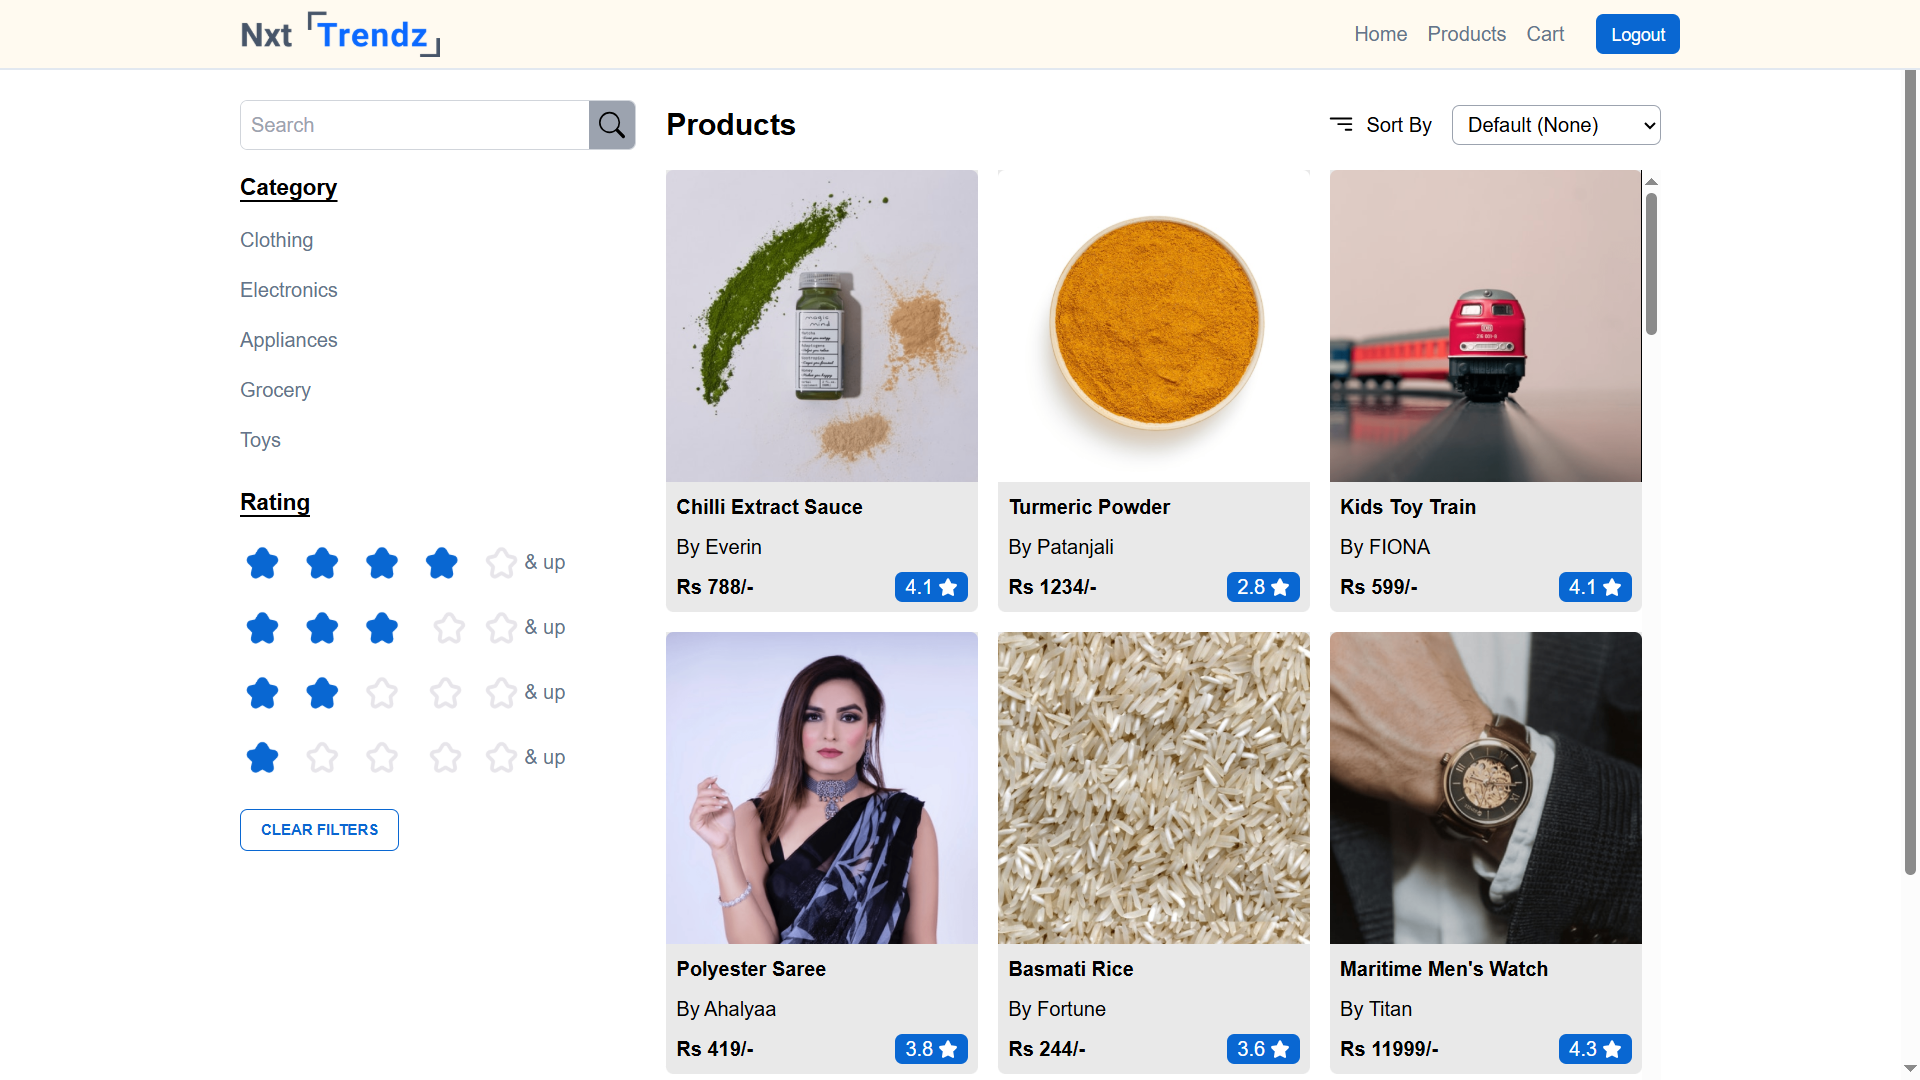 Nxt Trendz
Home Products Cart Logout
Search
Products
Sort By Default (None)
Category
Clothing
Electronics
Appliances
Grocery
Toys
Rating
& up
& up
& up
& up
CLEAR FILTERS
magic
mind
Chilli Extract Sauce
By Everin
Rs 788/-
4.1
Turmeric Powder
By Patanjali
Rs 1234/-
2.8
Kids Toy Train
By FIONA
Rs 599/-
4.1
Polyester Saree
By Ahalyaa
Rs 419/-
3.8
Basmati Rice
By Fortune
Rs 244/-
3.6
Maritime Men's Watch
By Titan
Rs 11999/-
4.3